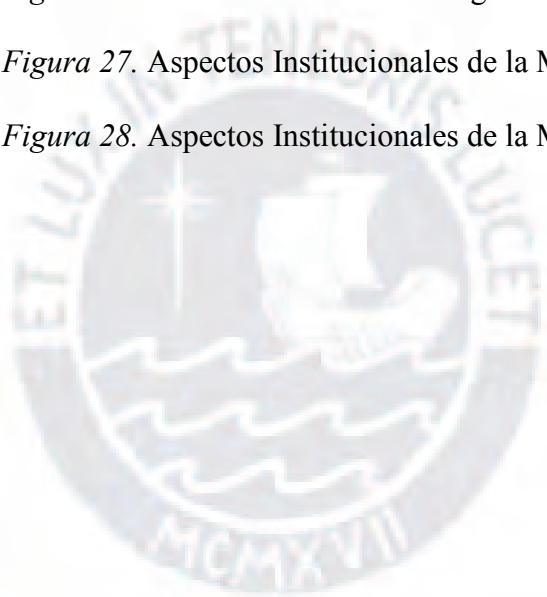 Figura 27. Aspectos Institucionales de la M
Figura 28. Aspectos Institucionales de la M
ET LUX IN TENEBRIS LUCET
MCMXVII